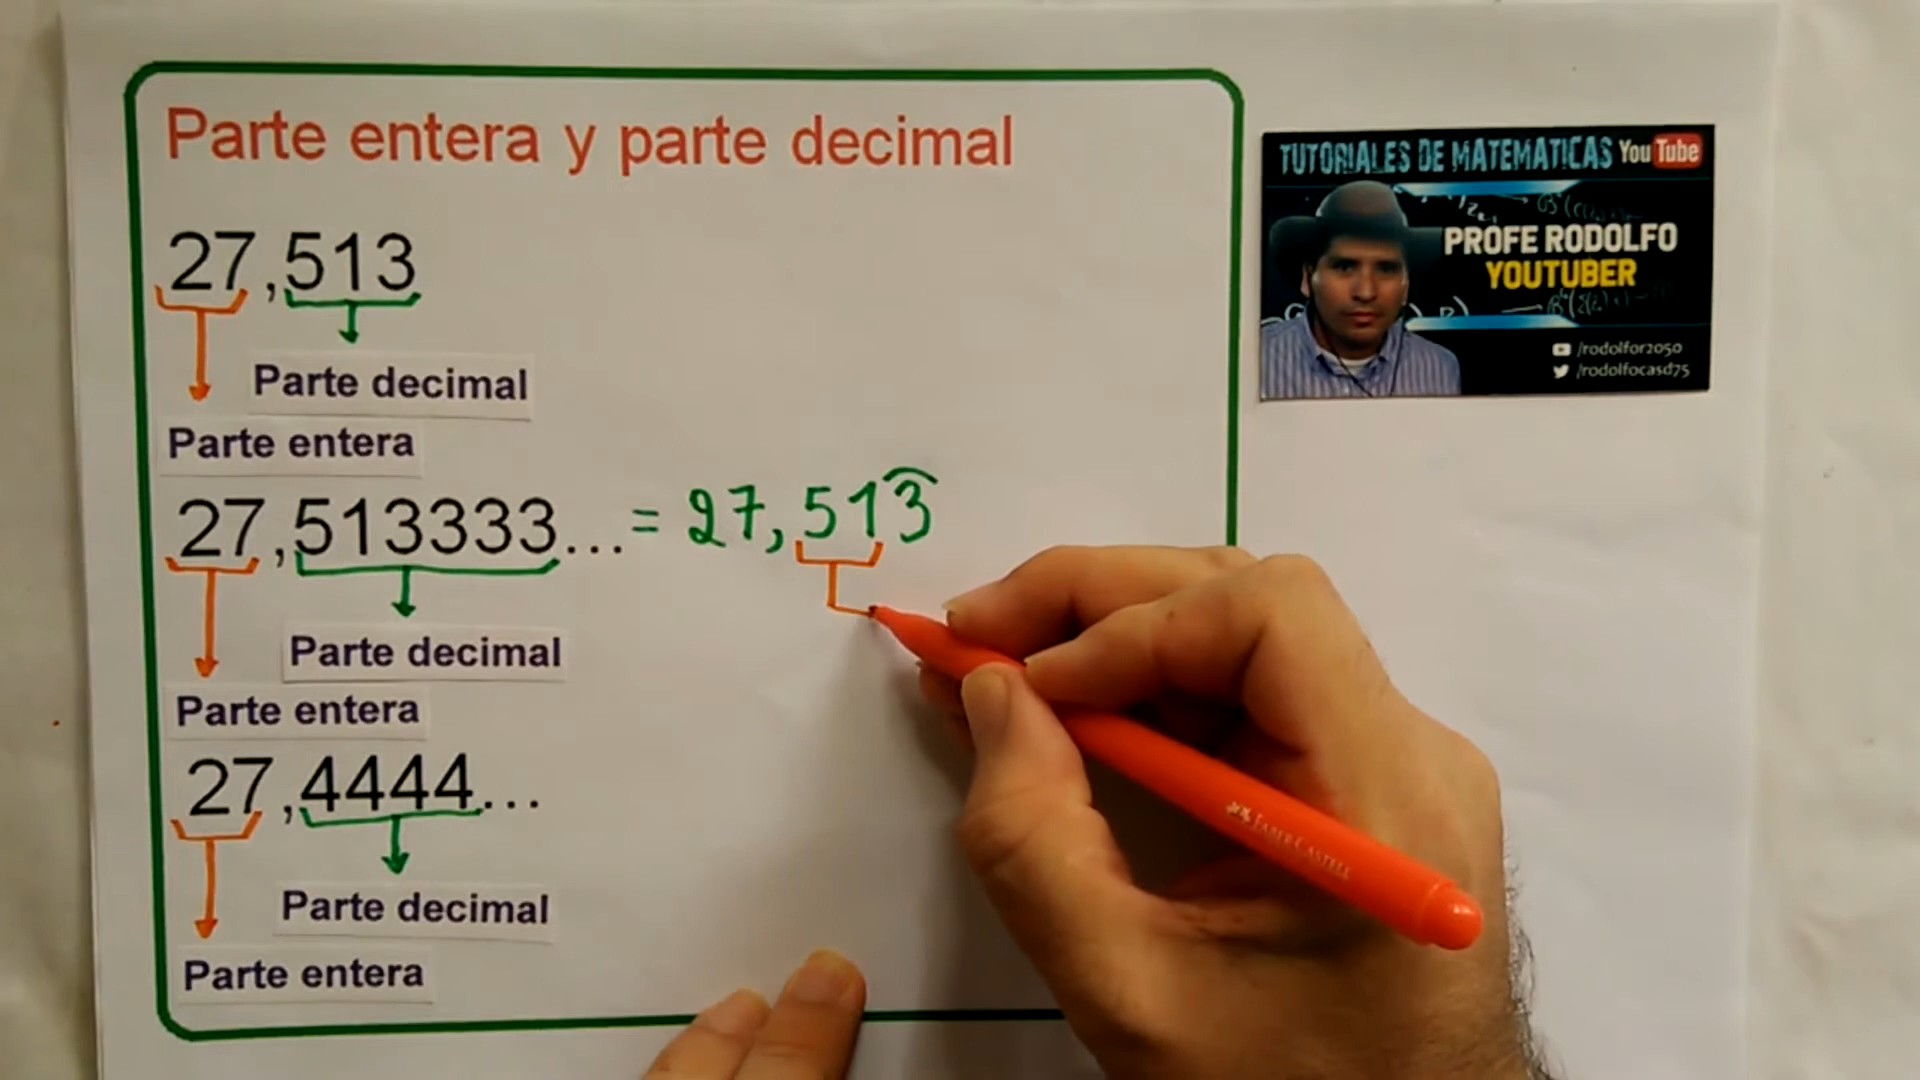 Parte entera y parte decimal
27,513
Parte decimal
Parte entera
27,513333... = 27,513̑
Parte decimal
Parte entera
27,4444...
Parte decimal
Parte entera
TUTORIALES DE MATEMATICAS YouTube
PROFE RODOLFO
YOUTUBER
/rodolfor2050
/rodolfocasd75
FABER-CASTELL